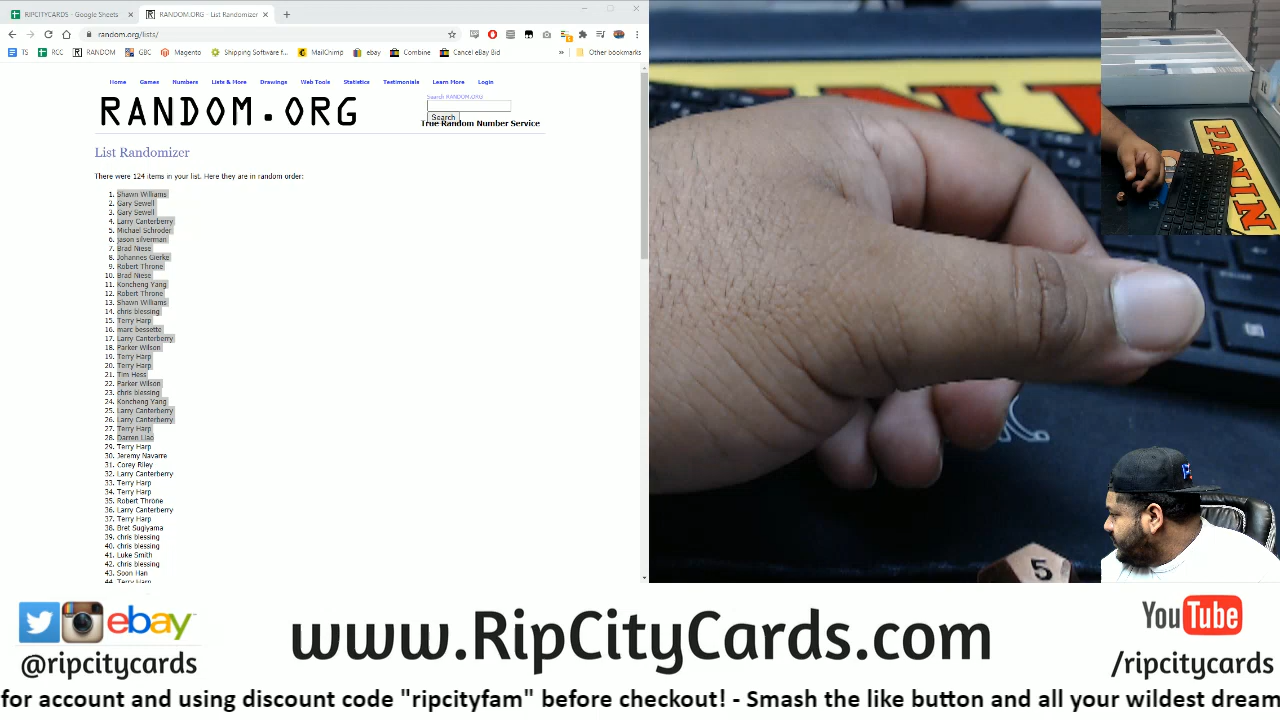 RIPCITYCARDS - Google Sheets
RANDOM.ORG - List Randomizer
random.org/lists/
TS
RCC
RANDOM
GBC
Magento
Shipping Software f...
MailChimp
ebay
Combine
Cancel eBay Bid
»
Other bookmarks
Home Games Numbers Lists & More Drawings Web Tools Statistics Testimonials Learn More Login
RANDOM.ORG
Search RANDOM.ORG
Search
True Random Number Service
List Randomizer
There were 124 items in your list. Here they are in random order:
1. Shawn Williams
2. Gary Sewell
3. Gary Sewell
4. Larry Canterberry
5. Michael Schroder
6. jason silverman
7. Brad Niese
8. Johannes Gierke
9. Robert Throne
10. Brad Niese
11. Koncheng Yang
12. Robert Throne
13. Shawn Williams
14. chris blessing
15. Terry Harp
16. marc bessette
17. Larry Canterberry
18. Parker Wilson
19. Terry Harp
20. Terry Harp
21. Tim Hess
22. Parker Wilson
23. chris blessing
24. Koncheng Yang
25. Larry Canterberry
26. Larry Canterberry
27. Terry Harp
28. Darren Liao
29. Terry Harp
30. Jeremy Navarre
31. Corey Riley
32. Larry Canterberry
33. Terry Harp
34. Terry Harp
35. Robert Throne
36. Larry Canterberry
37. Terry Harp
38. Bret Sugiyama
39. chris blessing
40. chris blessing
41. Luke Smith
42. chris blessing
43. Soon Han
44. Terry Harp
PANIN
5
@ripcitycards
ebay
www.RipCityCards.com
YouTube
/ripcitycards
for account and using discount code "ripcityfam" before checkout! - Smash the like button and all your wildest dream